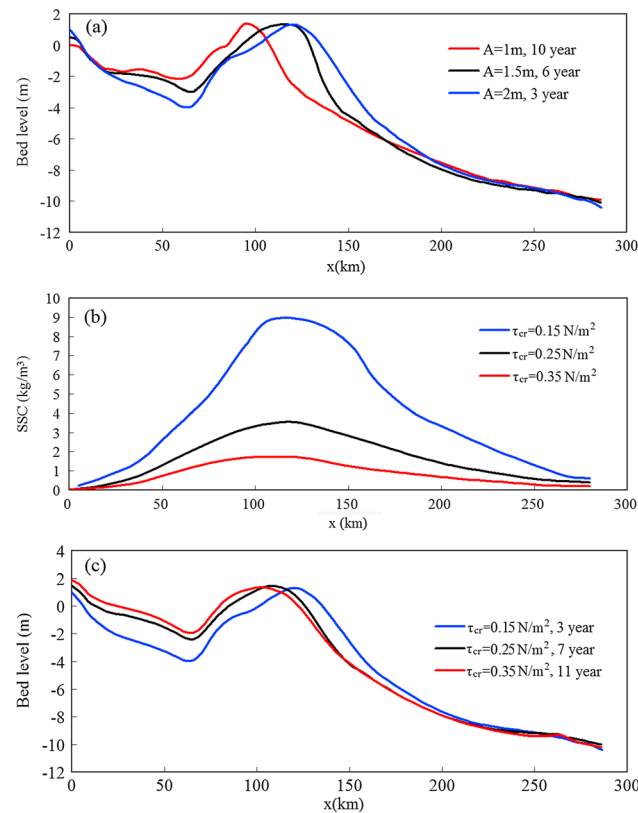 (a)
4
2
0
-2
-4
-6
-8
-10
-12
Bed level (m)
A=1m, 10 year
A=1.5m, 6 year
A=2m, 3 year
0 50 100 150 200 250 300
x(km)
(b)
10
9
8
7
6
5
4
3
2
1
0
SSC (kg/m³)
τcr=0.15 N/m²
τcr=0.25 N/m²
τcr=0.35 N/m²
0 50 100 150 200 250 300
x (km)
(c)
4
2
0
-2
-4
-6
-8
-10
-12
Bed level (m)
τcr=0.15 N/m², 3 year
τcr=0.25 N/m², 7 year
τcr=0.35 N/m², 11 year
0 50 100 150 200 250 300
x(km)